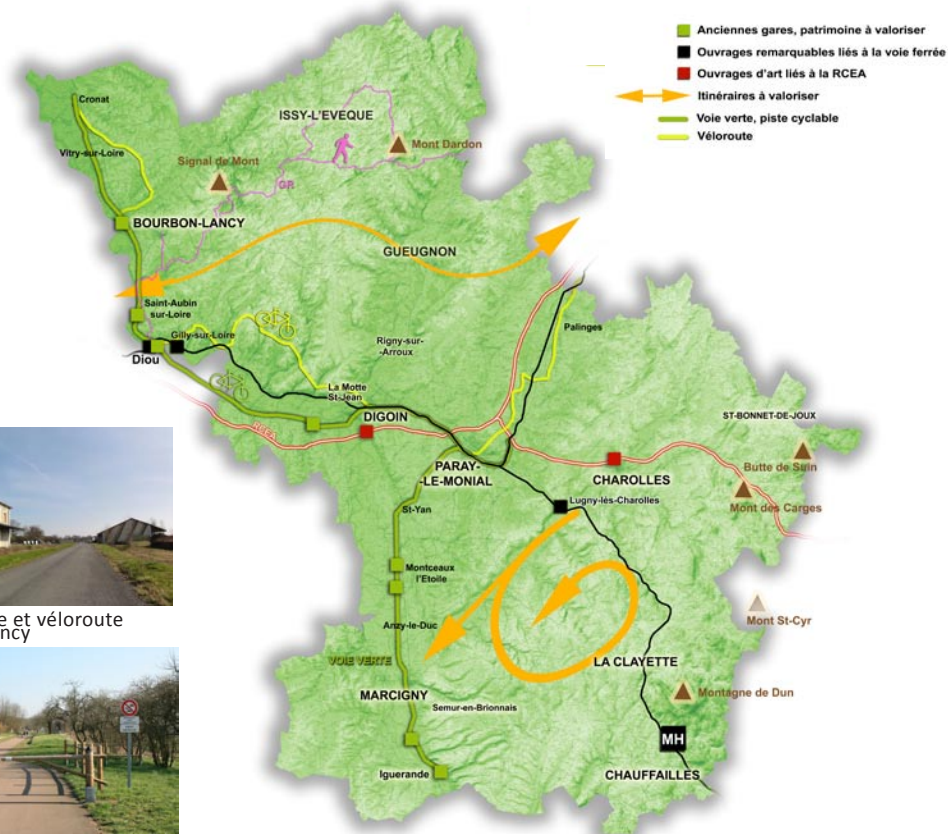 Anciennes gares, patrimoine à valoriser
Ouvrages remarquables liés à la voie ferrée
Ouvrages d'art liés à la RCEA
Itinéraires à valoriser
Voie verte, piste cyclable
Véloroute
Cronat
ISSY-L'EVEQUE
Mont Dardon
Vitry-sur-Loire
Signal de Mont
GR
BOURBON-LANCY
GUEUGNON
Saint-Aubin
sur-Loire
Gilly-sur-Loire
Palinges
Diou
Rigny-sur-
-Arroux
La Motte
St-Jean
DIGOIN
RCEA
ST-BONNET-DE-JOUX
Butte de Suin
PARAY-
-LE-MONIAL
CHAROLLES
Mont des Carges
Lugny-lès-Charolles
St-Yan
Montceaux
l'Etoile
Mont St-Cyr
e et véloroute
ncy
Anzy-le-Duc
VOIE VERTE
LA CLAYETTE
MARCIGNY
Montagne de Dun
Semur-en-Brionnais
MH
Iguerande
CHAUFFAILLES